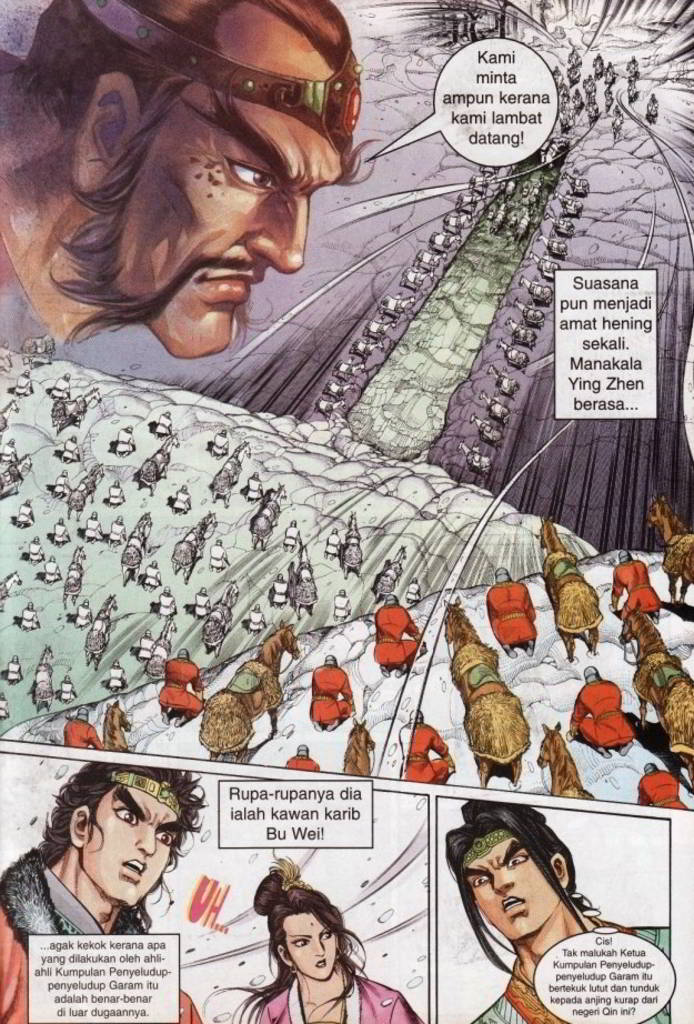 Kami
minta
ampun kerana
kami lambat
datang!
Suasana
pun menjadi
amat hening
sekali.
Manakala
Ying Zhen
berasa...
Rupa-rupanya dia
ialah kawan karib
Bu Wei!
UH...
...agak kekok kerana apa
yang dilakukan oleh ahli-
ahli Kumpulan Penyeludup-
penyeludup Garam itu
adalah benar-benar
di luar dugaannya.
Cis!
Tak malukah Ketua
Kumpulan Penyeludup-
penyeludup Garam itu
bertekuk lutut dan tunduk
kepada anjing kurap dari
negeri Qin ini?